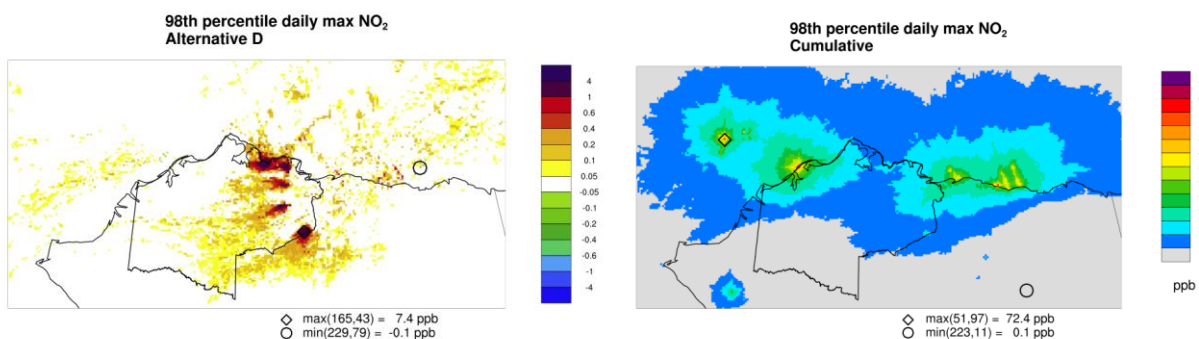 98th percentile daily max NO₂
Alternative D
4
1
0.6
0.4
0.2
0.1
0.05
-0.05
-0.1
-0.2
-0.4
-0.6
-1
-4
max(165,43) = 7.4 ppb
min(229,79) = -0.1 ppb
98th percentile daily max NO₂
Cumulative
ppb
max(51,97) = 72.4 ppb
min(223,11) = 0.1 ppb